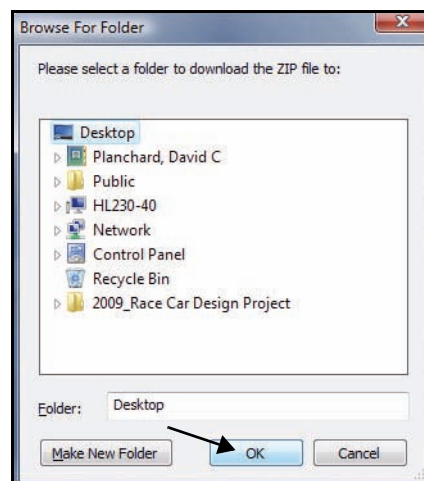 Browse For Folder
Please select a folder to download the ZIP file to:
Desktop
Planchard, David C
Public
HL230-40
Network
Control Panel
Recycle Bin
2009_Race Car Design Project
Folder: Desktop
Make New Folder OK Cancel